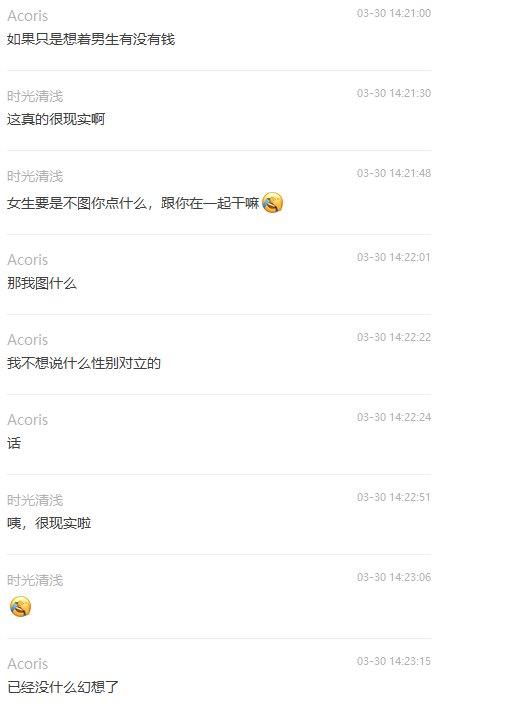 Acoris 03-30 14:21:00
如果只是想着男生有没有钱
时光清浅 03-30 14:21:30
这真的很现实啊
时光清浅 03-30 14:21:48
女生要是不图你点什么，跟你在一起干嘛
Acoris 03-30 14:22:01
那我图什么
Acoris 03-30 14:22:22
我不想说什么性别对立的
Acoris 03-30 14:22:24
话
时光清浅 03-30 14:22:51
咦，很现实啦
时光清浅 03-30 14:23:06
Acoris 03-30 14:23:15
已经没什么幻想了